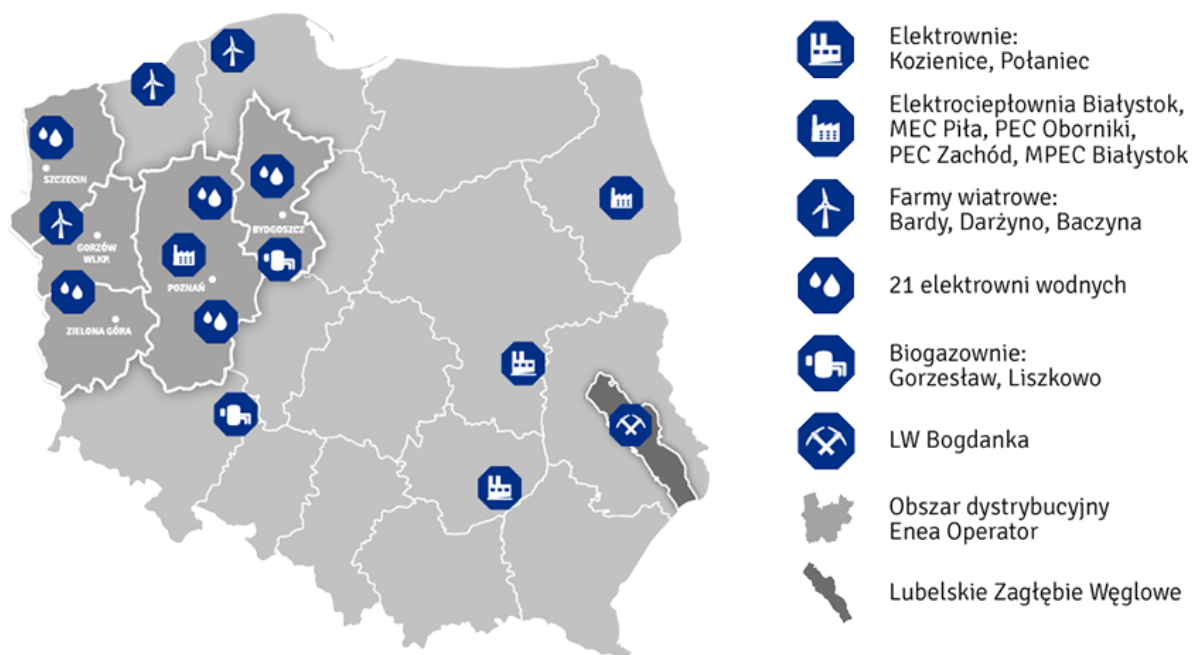 SZCZECIN
GORZÓW
WLKP.
ZIELONA GÓRA
POZNAŃ
BYDGOSZCZ
Elektrownie:
Kozienice, Połaniec
Elektrociepłownia Białystok,
MEC Piła, PEC Oborniki,
PEC Zachód, MPEC Białystok
Farmy wiatrowe:
Bardy, Darżyno, Baczyna
21 elektrowni wodnych
Biogazownie:
Gorzesław, Liszkowo
LW Bogdanka
Obszar dystrybucyjny
Enea Operator
Lubelskie Zagłębie Węglowe